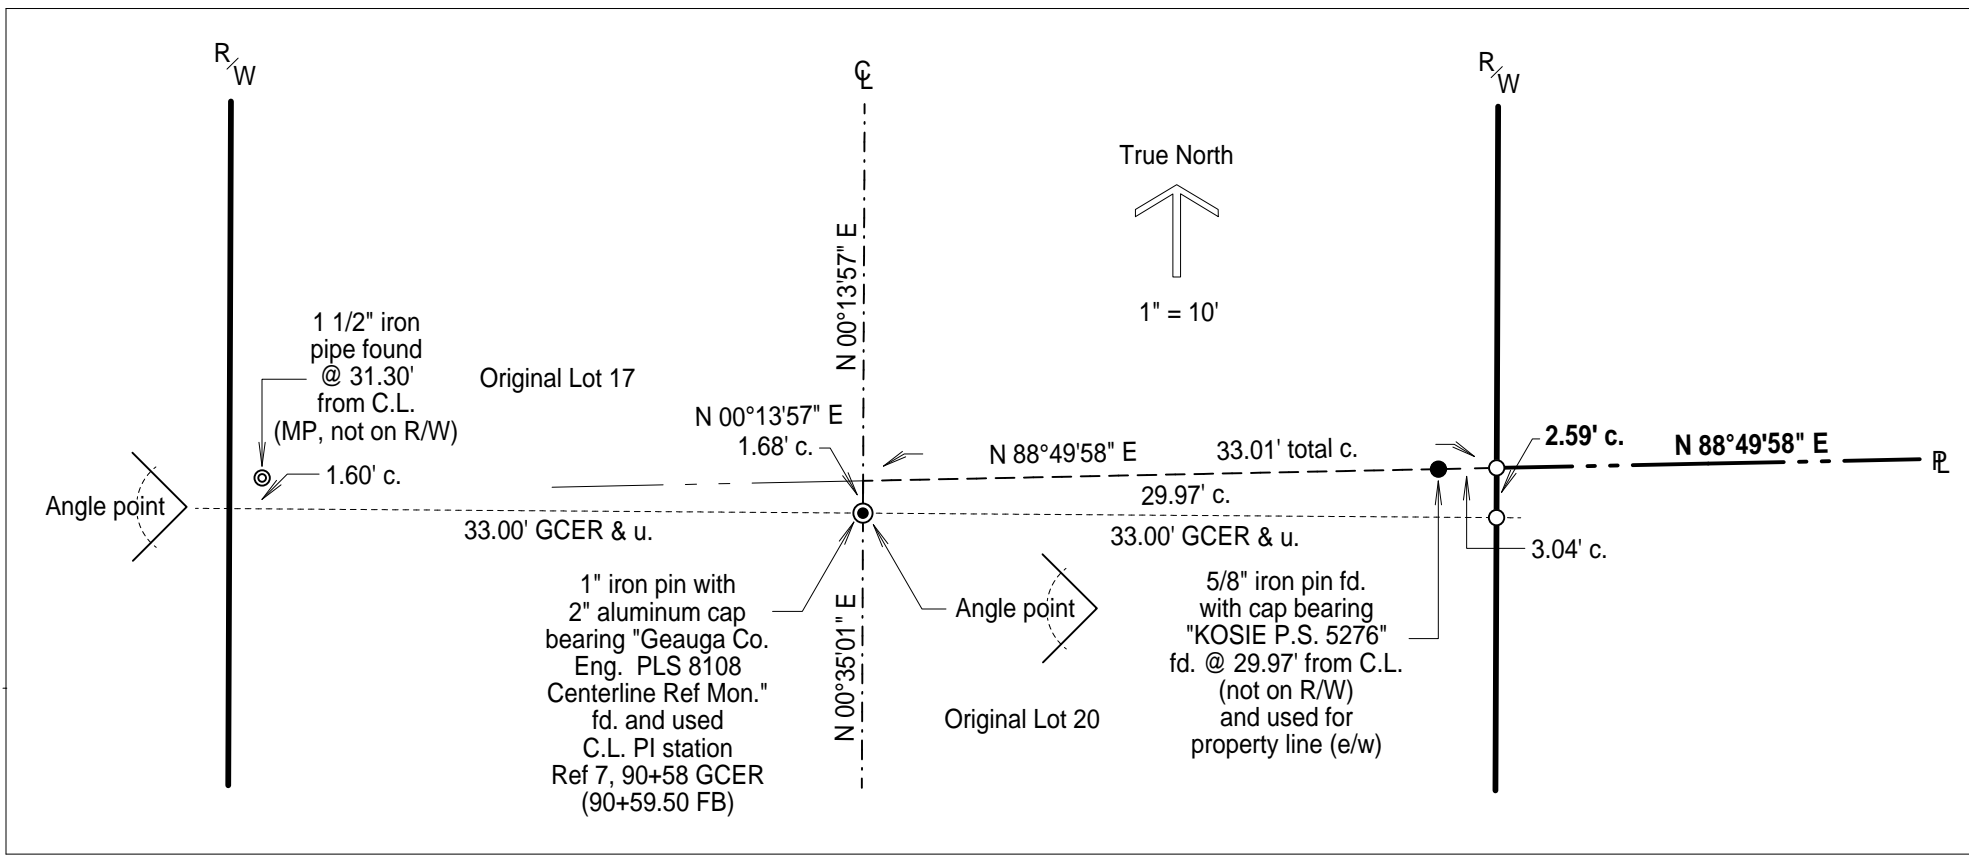 R/W
C̲L
R/W
True North
1" = 10'
N 00°13'57" E
1 1/2" iron
pipe found
@ 31.30'
from C.L.
(MP, not on R/W)
Original Lot 17
N 00°13'57" E
1.68' c.
N 88°49'58" E
33.01' total c.
2.59' c.
N 88°49'58" E
PL
1.60' c.
Angle point
29.97' c.
33.00' GCER & u.
33.00' GCER & u.
3.04' c.
1" iron pin with
2" aluminum cap
bearing "Geauga Co.
Eng. PLS 8108
Centerline Ref Mon."
fd. and used
C.L. PI station
Ref 7, 90+58 GCER
(90+59.50 FB)
N 00°35'01" E
Angle point
Original Lot 20
5/8" iron pin fd.
with cap bearing
"KOSIE P.S. 5276"
fd. @ 29.97' from C.L.
(not on R/W)
and used for
property line (e/w)